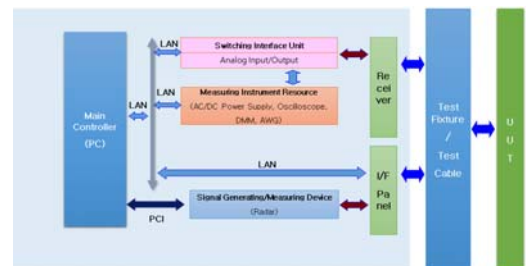 LAN
Switching Interface Unit
Analog Input/Output
Re
cei
ver
Main
Controller
(PC)
LAN
LAN
Measuring Instrument Resource
(AC/DC Power Supply, Oscilloscope,
DMM, AWG)
Test
Fixture
/
Test
Cable
U
U
T
LAN
I/F
Pa
nel
PCI
Signal Generating/Measuring Device
(Radar)